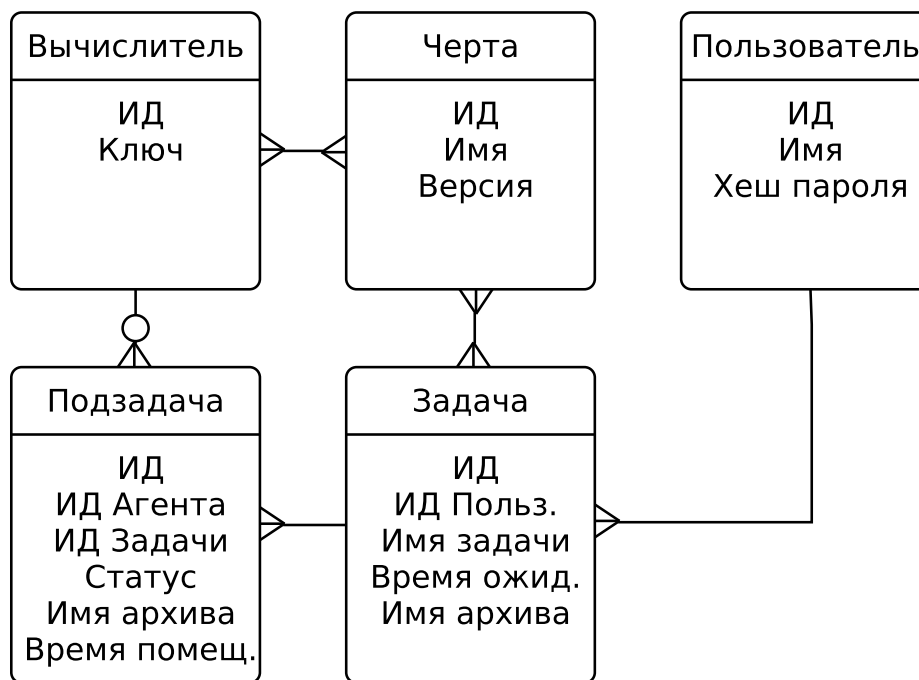 Вычислитель
ИД
Ключ
Черта
ИД
Имя
Версия
Пользователь
ИД
Имя
Хеш пароля
Подзадача
ИД
ИД Агента
ИД Задачи
Статус
Имя архива
Время помещ.
Задача
ИД
ИД Польз.
Имя задачи
Время ожид.
Имя архива